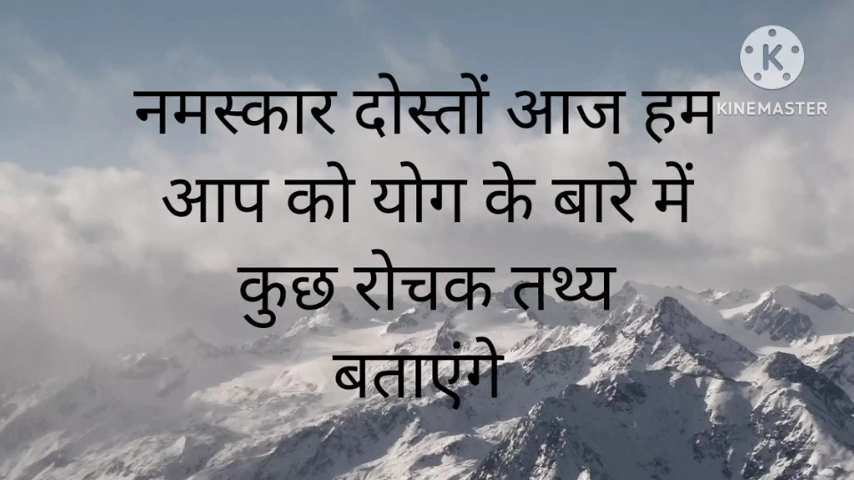 KINEMASTER
नमस्कार दोस्तों आज हम
आप को योग के बारे में
कुछ रोचक तथ्य
बताएंगे